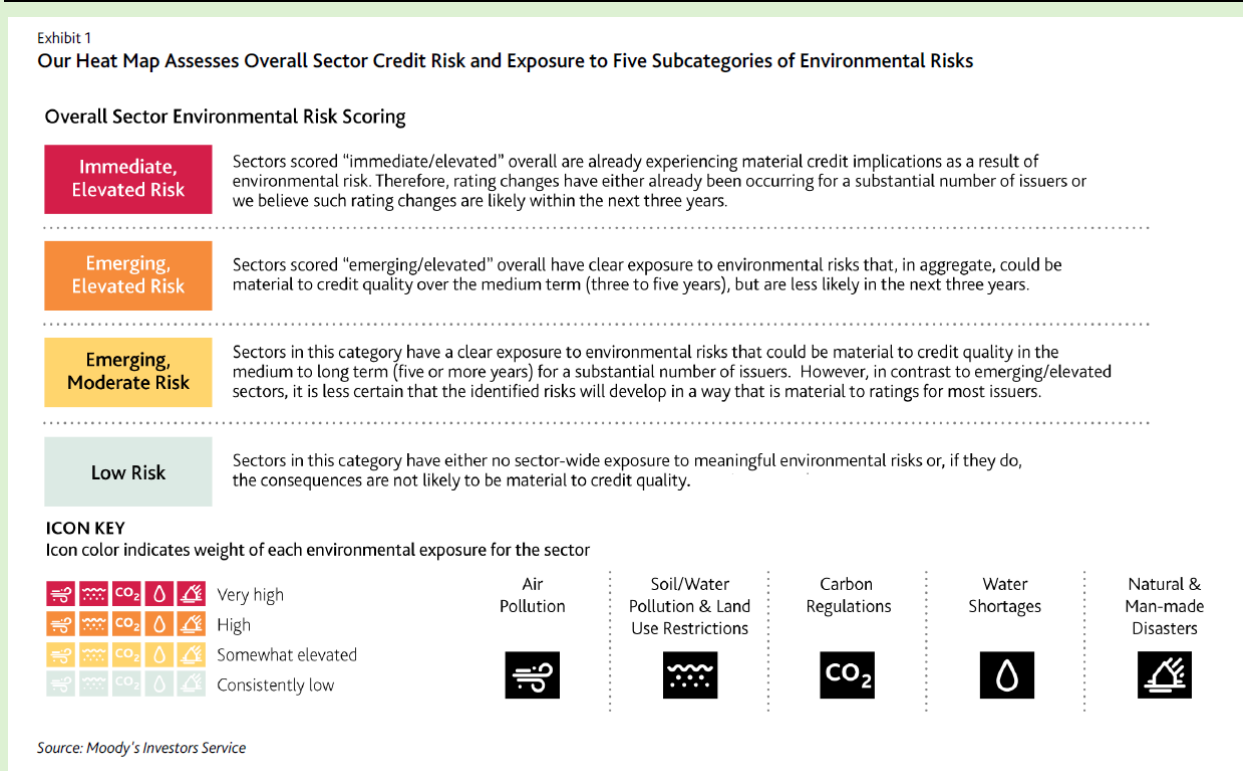 Exhibit 1
Our Heat Map Assesses Overall Sector Credit Risk and Exposure to Five Subcategories of Environmental Risks
Overall Sector Environmental Risk Scoring
Immediate,
Elevated Risk
Sectors scored “immediate/elevated” overall are already experiencing material credit implications as a result of
environmental risk. Therefore, rating changes have either already been occurring for a substantial number of issuers or
we believe such rating changes are likely within the next three years.
Emerging,
Elevated Risk
Sectors scored “emerging/elevated” overall have clear exposure to environmental risks that, in aggregate, could be
material to credit quality over the medium term (three to five years), but are less likely in the next three years.
Emerging,
Moderate Risk
Sectors in this category have a clear exposure to environmental risks that could be material to credit quality in the
medium to long term (five or more years) for a substantial number of issuers. However, in contrast to emerging/elevated
sectors, it is less certain that the identified risks will develop in a way that is material to ratings for most issuers.
Low Risk
Sectors in this category have either no sector-wide exposure to meaningful environmental risks or, if they do,
the consequences are not likely to be material to credit quality.
ICON KEY
Icon color indicates weight of each environmental exposure for the sector
CO₂ Very high
CO₂ High
CO₂ Somewhat elevated
CO₂ Consistently low
Air
Pollution
Soil/Water
Pollution & Land
Use Restrictions
Carbon
Regulations
CO₂
Water
Shortages
Natural &
Man-made
Disasters
Source: Moody's Investors Service